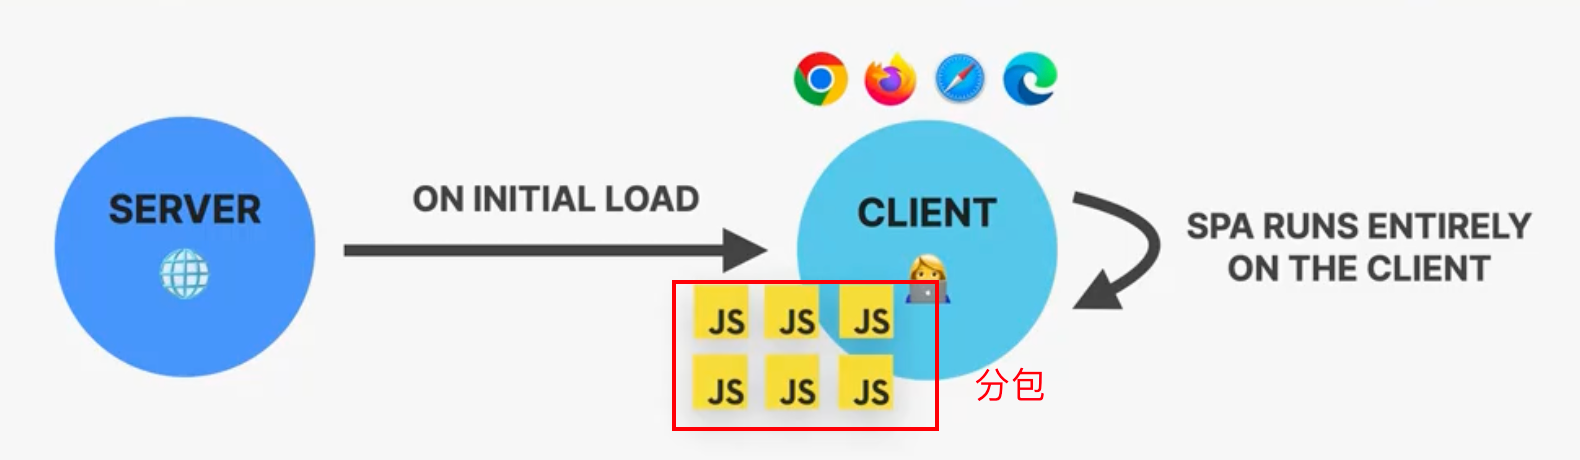 SERVER
ON INITIAL LOAD
CLIENT
SPA RUNS ENTIRELY
ON THE CLIENT
JS JS JS
JS JS JS
分包